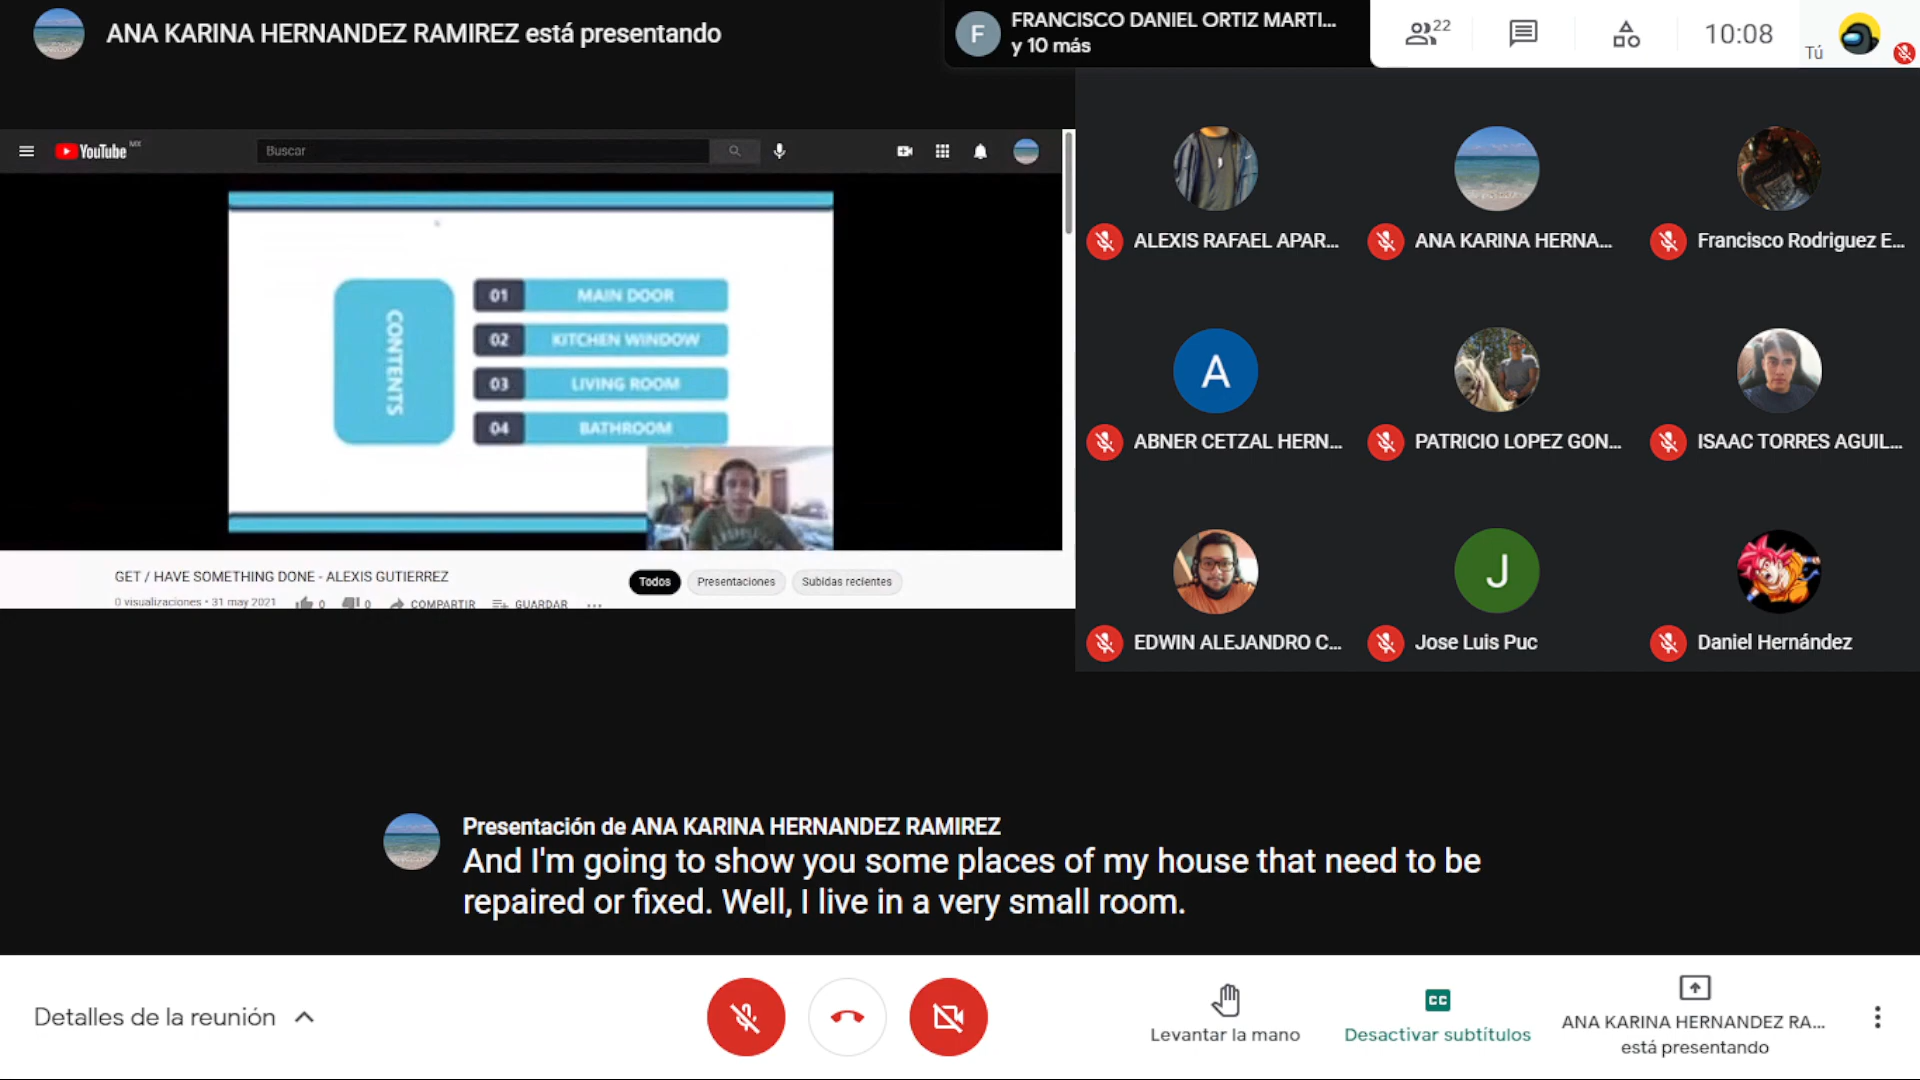 ANA KARINA HERNANDEZ RAMIREZ está presentando
F
FRANCISCO DANIEL ORTIZ MARTI...
y 10 más
22
10:08
Tú
YouTube MX
Buscar
CONTENTS
01 MAIN DOOR
02 KITCHEN WINDOW
03 LIVING ROOM
04 BATHROOM
GET / HAVE SOMETHING DONE - ALEXIS GUTIERREZ
0 visualizaciones • 31 may 2021 0 0 COMPARTIR GUARDAR ...
Todos Presentaciones Subidas recientes
ALEXIS RAFAEL APAR...
ANA KARINA HERNA...
Francisco Rodriguez E...
A
ABNER CETZAL HERN...
PATRICIO LOPEZ GON...
ISAAC TORRES AGUIL...
EDWIN ALEJANDRO C...
J
Jose Luis Puc
Daniel Hernández
Presentación de ANA KARINA HERNANDEZ RAMIREZ
And I'm going to show you some places of my house that need to be
repaired or fixed. Well, I live in a very small room.
Detalles de la reunión
Levantar la mano
CC
Desactivar subtítulos
ANA KARINA HERNANDEZ RA...
está presentando